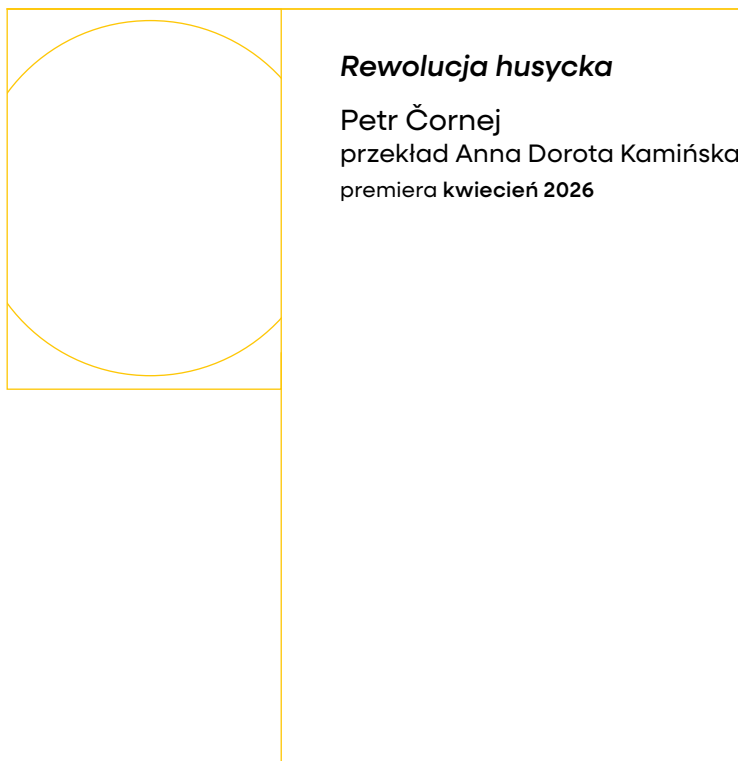 Rewolucja husycka
Petr Čornej
przekład Anna Dorota Kamińska
premiera kwiecień 2026